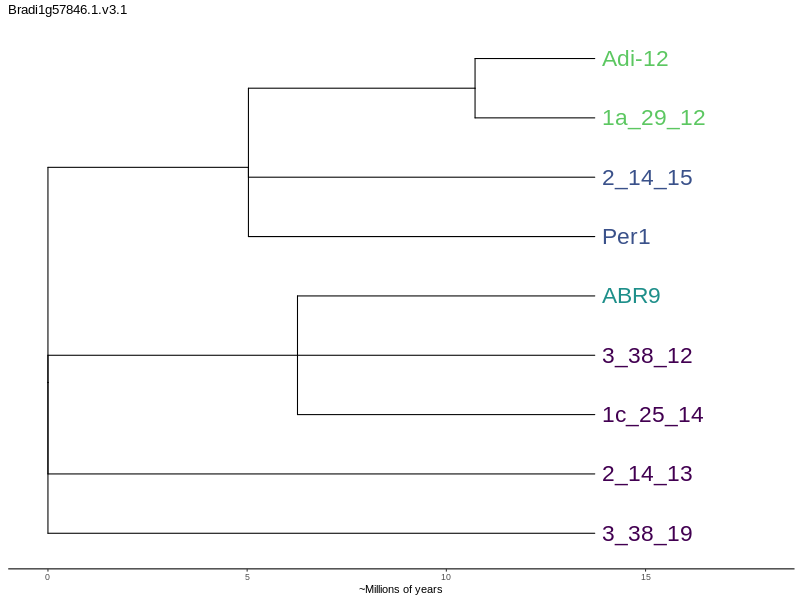 Bradi1g57846.1.v3.1
Adi-12
1a_29_12
2_14_15
Per1
ABR9
3_38_12
1c_25_14
2_14_13
3_38_19
0 5 10 15
~Millions of years